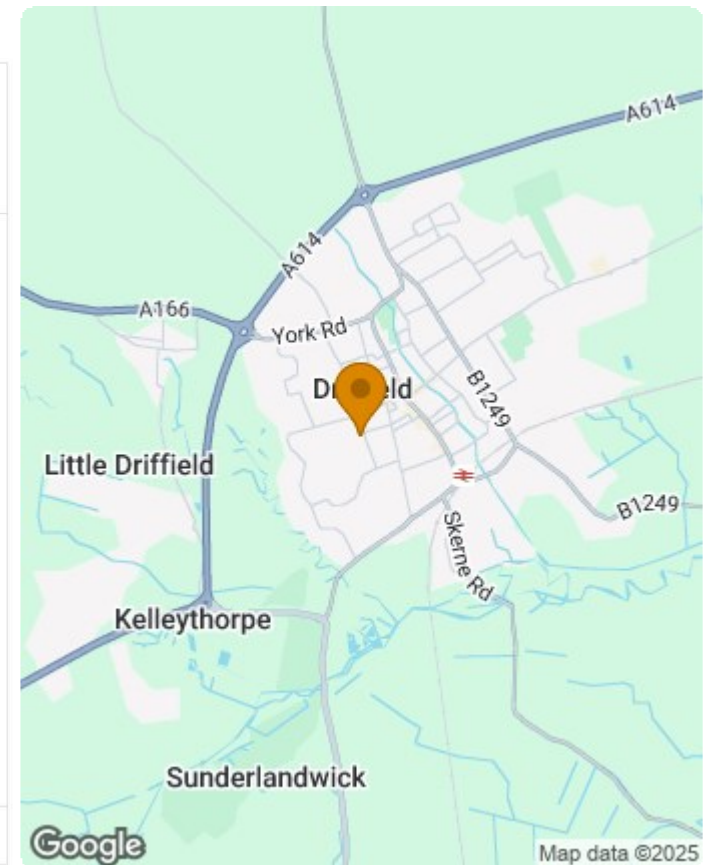 A614
A614
A166
York Rd
B1249
Little Driffield
B1249
Skerne Rd
Kelleythorpe
Sunderlandwick
Google
Map data ©2025